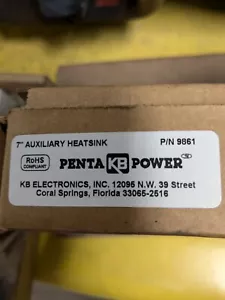 7" AUXILIARY HEATSINK P/N 9861
RoHS
COMPLIANT
PENTA KB POWER
KB ELECTRONICS, INC. 12095 N.W. 39 Street
Coral Springs, Florida 33065-2516